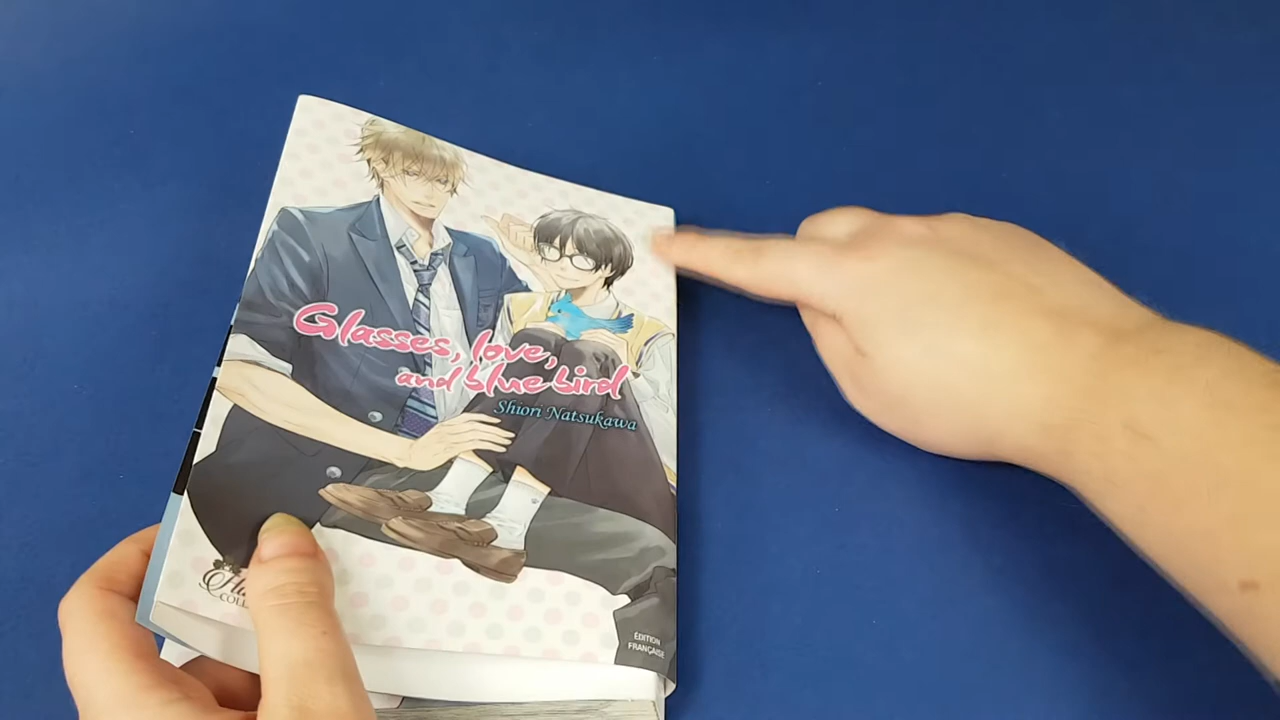 Glasses, love,
and blue bird
Shiori Natsukawa
ÉDITION
FRANÇAISE